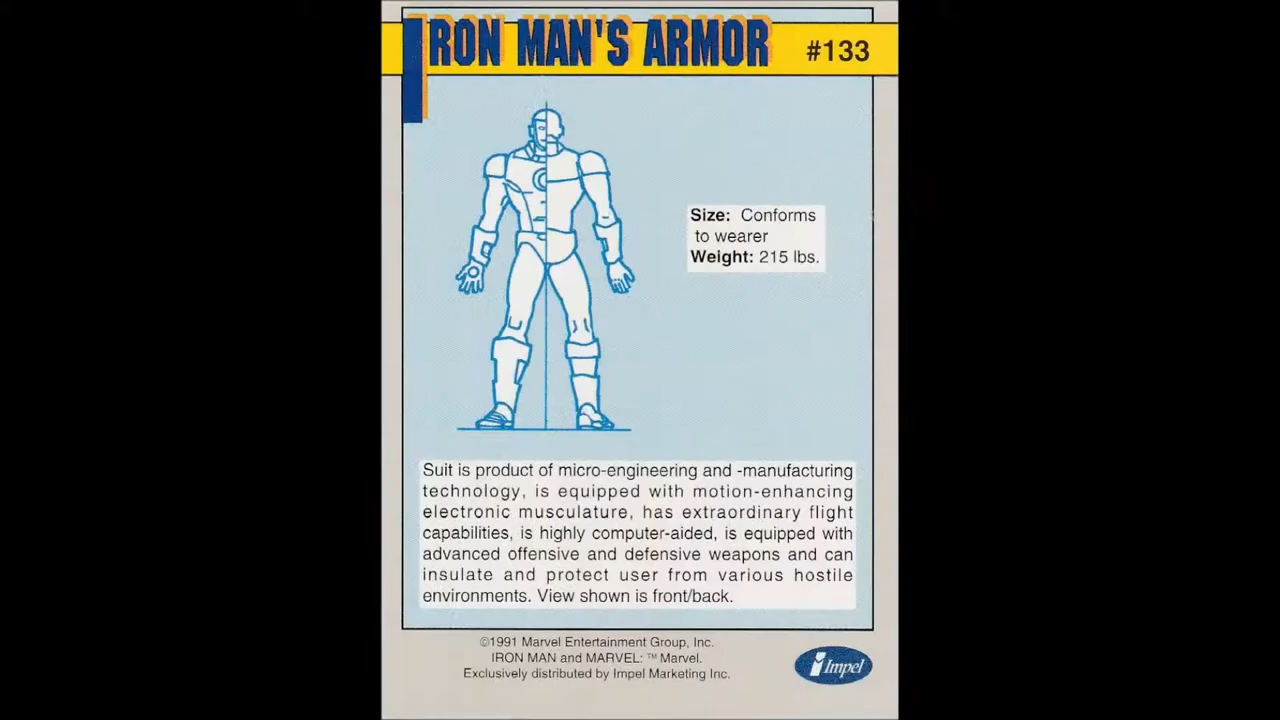 IRON MAN'S ARMOR
#133
Size: Conforms
to wearer
Weight: 215 lbs.
Suit is product of micro-engineering and -manufacturing
technology, is equipped with motion-enhancing
electronic musculature, has extraordinary flight
capabilities, is highly computer-aided, is equipped with
advanced offensive and defensive weapons and can
insulate and protect user from various hostile
environments. View shown is front/back.
©1991 Marvel Entertainment Group, Inc.
IRON MAN and MARVEL: ™ Marvel.
Exclusively distributed by Impel Marketing Inc.
Impel